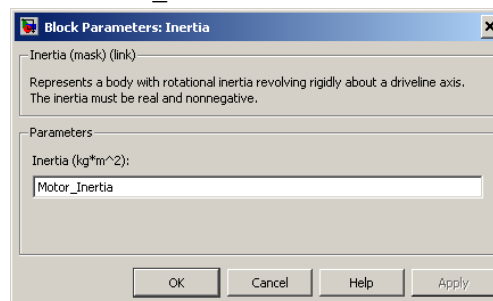 Block Parameters: Inertia
Inertia (mask) (link)
Represents a body with rotational inertia revolving rigidly about a driveline axis.
The inertia must be real and nonnegative.
Parameters
Inertia (kg*m^2):
Motor_Inertia
OK Cancel Help Apply